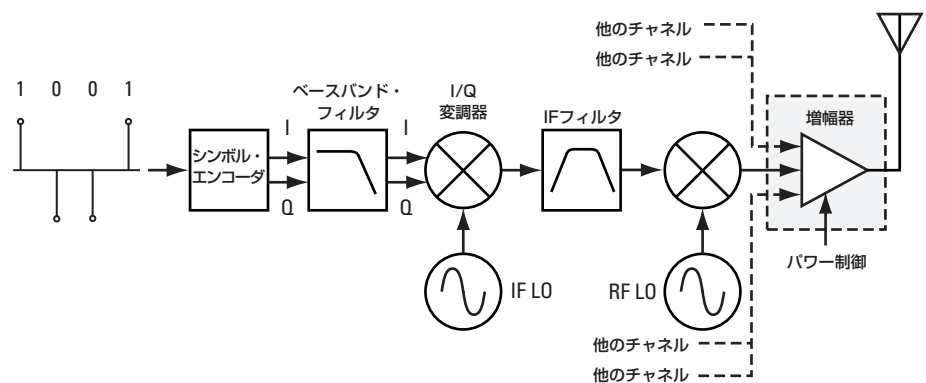 他のチャネル
他のチャネル
1 0 0 1
ベースバンド・
フィルタ
I/Q
変調器
IFフィルタ
増幅器
I
I
シンボル・
エンコーダ
Q
Q
パワー制御
IF LO
RF LO
他のチャネル
他のチャネル